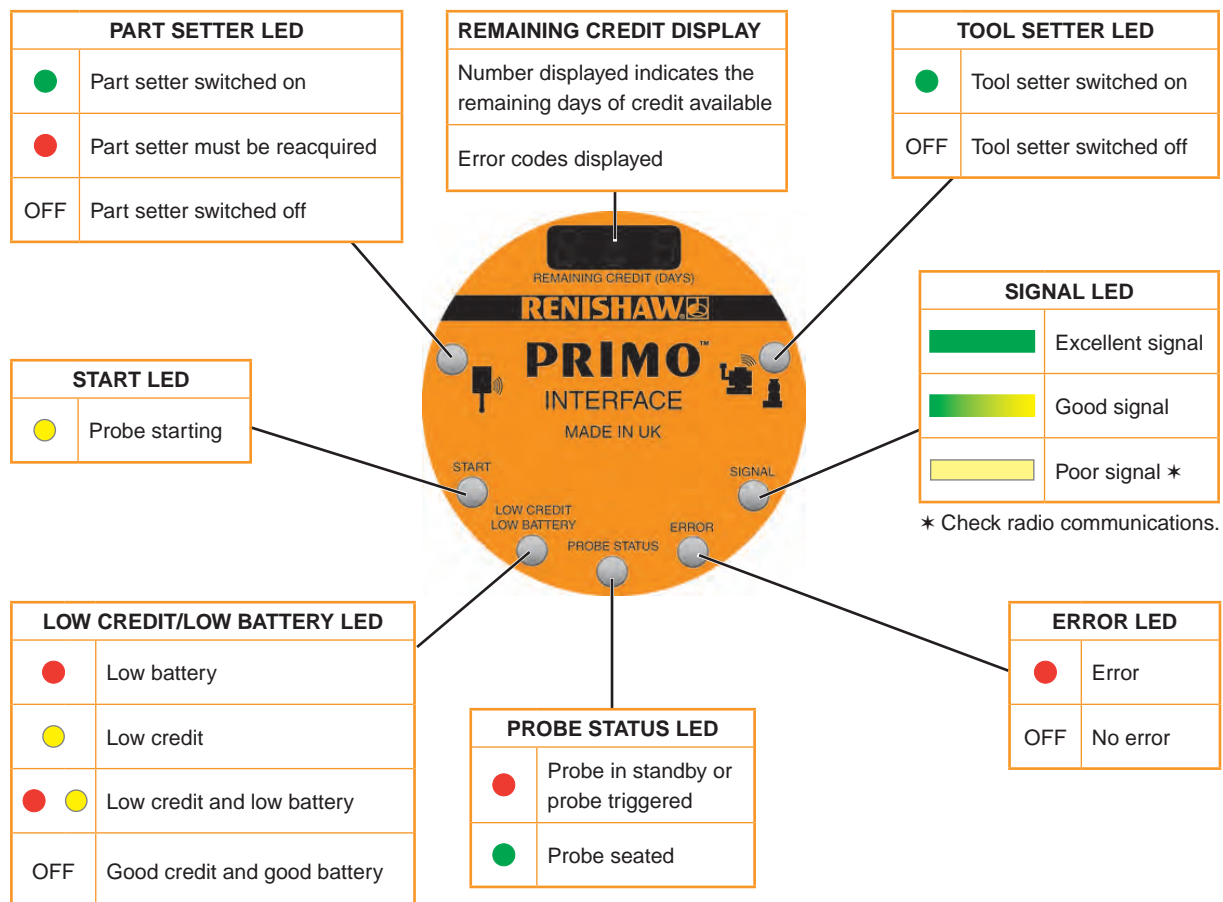 PART SETTER LED
Part setter switched on
Part setter must be reacquired
OFF Part setter switched off
REMAINING CREDIT DISPLAY
Number displayed indicates the
remaining days of credit available
Error codes displayed
TOOL SETTER LED
Tool setter switched on
OFF Tool setter switched off
REMAINING CREDIT (DAYS)
RENISHAW
PRIMO™
INTERFACE
MADE IN UK
START
LOW CREDIT
LOW BATTERY
PROBE STATUS
ERROR
SIGNAL
START LED
Probe starting
SIGNAL LED
Excellent signal
Good signal
Poor signal ✶
✶ Check radio communications.
LOW CREDIT/LOW BATTERY LED
Low battery
Low credit
Low credit and low battery
OFF Good credit and good battery
PROBE STATUS LED
Probe in standby or
probe triggered
Probe seated
ERROR LED
Error
OFF No error